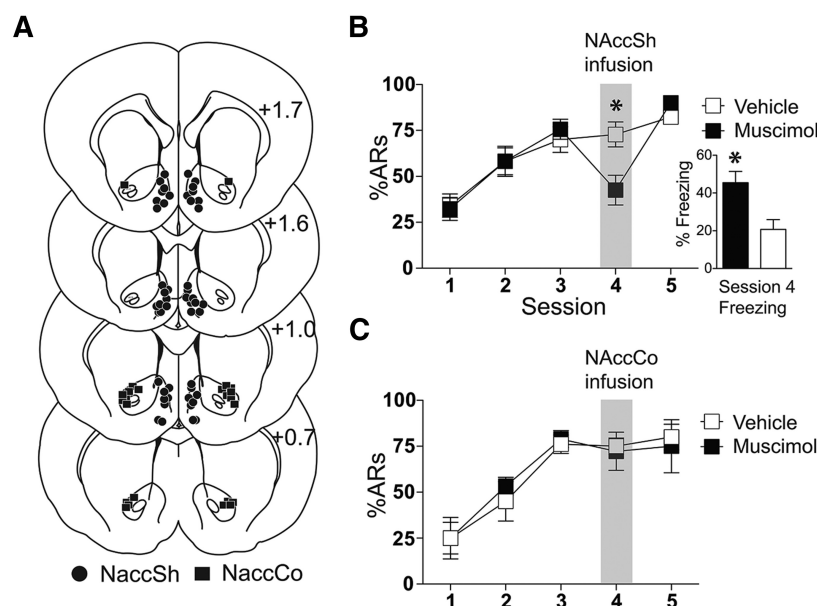 A
+1.7
+1.6
+1.0
+0.7
NaccSh NaccCo
B
NAccSh
infusion
100
75
50
25
0
%ARs
*
1 2 3 4 5
Session
Vehicle
Muscimol
60
40
20
0
% Freezing
*
Session 4
Freezing
C
NAccCo
infusion
100
75
50
25
0
%ARs
1 2 3 4 5
Vehicle
Muscimol